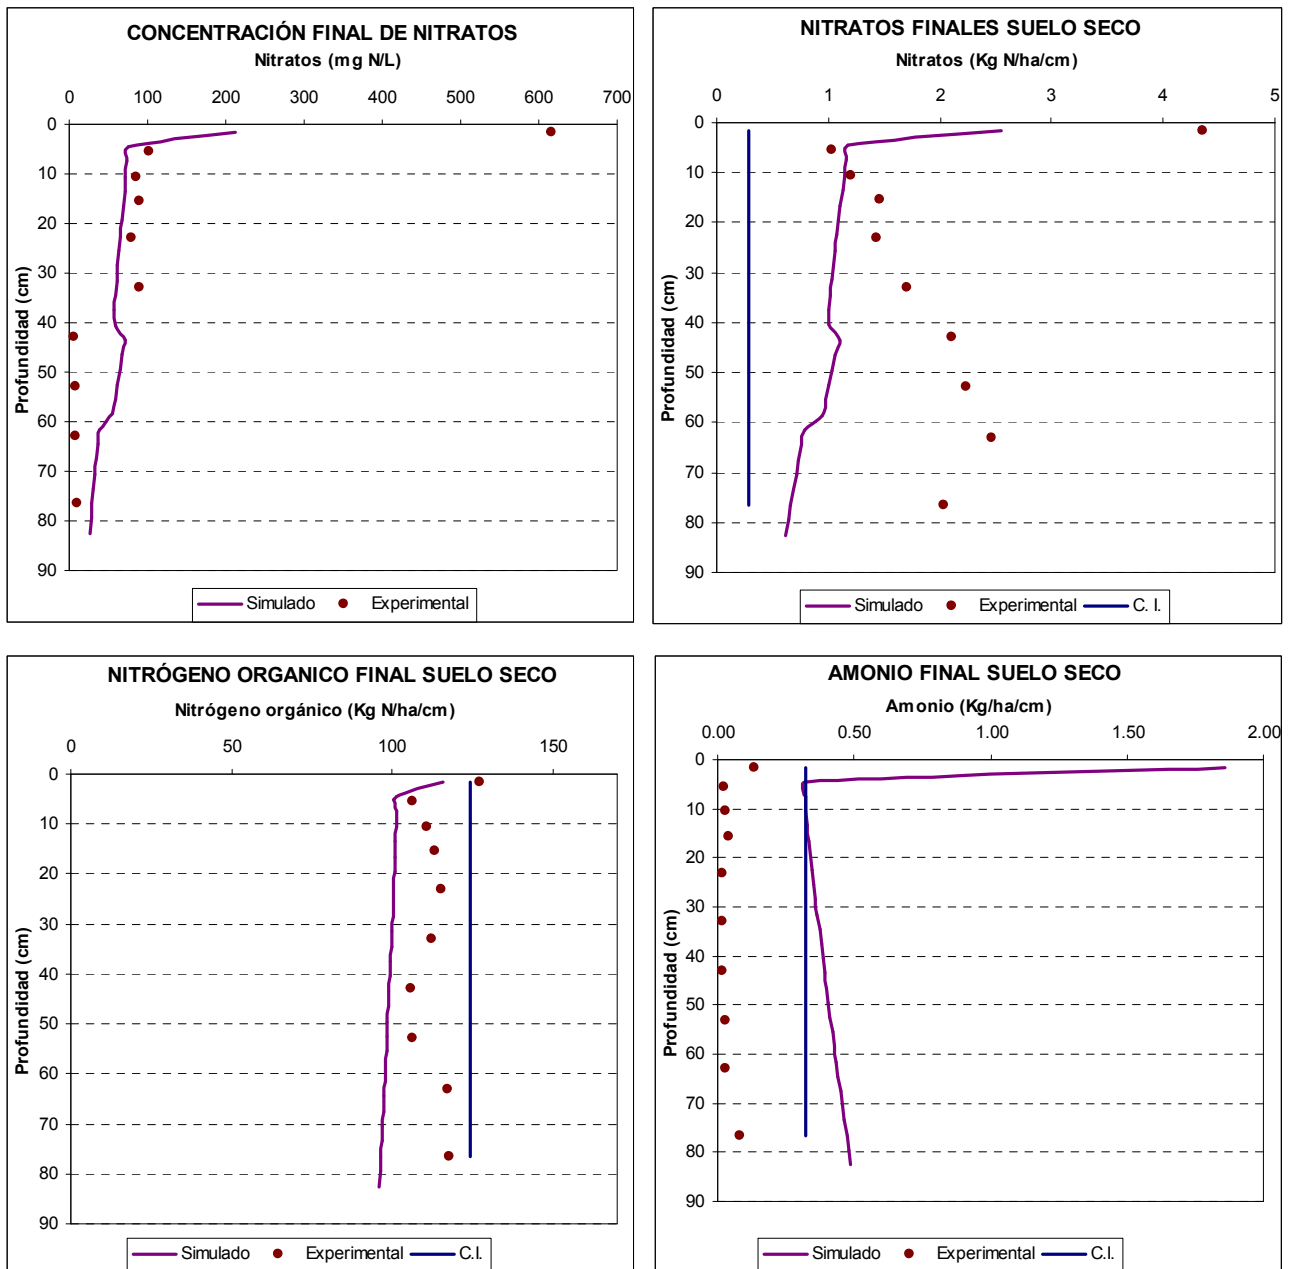 CONCENTRACIÓN FINAL DE NITRATOS
Nitratos (mg N/L)
0 100 200 300 400 500 600 700
0
10
20
30
40
50
60
70
80
90
Profundidad (cm)
Simulado Experimental
NITRATOS FINALES SUELO SECO
Nitratos (Kg N/ha/cm)
0 1 2 3 4 5
0
10
20
30
40
50
60
70
80
90
Profundidad (cm)
Simulado Experimental C. I.
NITRÓGENO ORGANICO FINAL SUELO SECO
Nitrógeno orgánico (Kg N/ha/cm)
0 50 100 150
0
10
20
30
40
50
60
70
80
90
Profundidad (cm)
Simulado Experimental C.I.
AMONIO FINAL SUELO SECO
Amonio (Kg/ha/cm)
0.00 0.50 1.00 1.50 2.00
0
10
20
30
40
50
60
70
80
90
Profundidad (cm)
Simulado Experimental C.I.